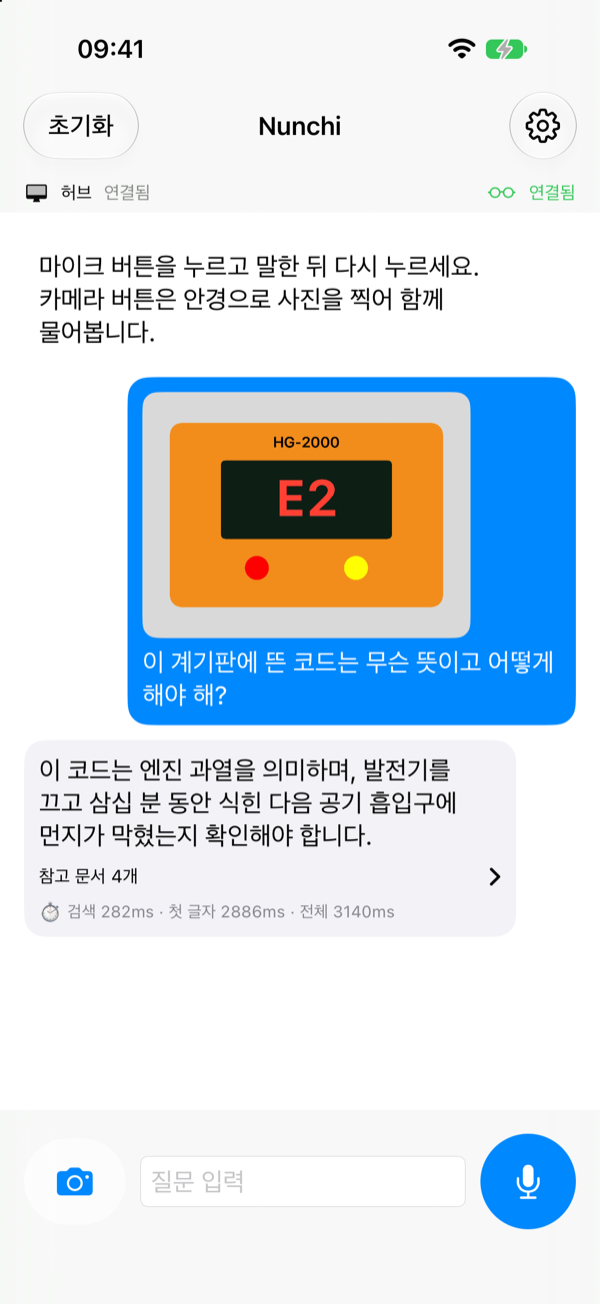 09:41
초기화
Nunchi
허브 연결됨
연결됨
마이크 버튼을 누르고 말한 뒤 다시 누르세요.
카메라 버튼은 안경으로 사진을 찍어 함께
물어봅니다.
HG-2000
E2
이 계기판에 뜬 코드는 무슨 뜻이고 어떻게
해야 해?
이 코드는 엔진 과열을 의미하며, 발전기를
끄고 삼십 분 동안 식힌 다음 공기 흡입구에
먼지가 막혔는지 확인해야 합니다.
참고 문서 4개
검색 282ms · 첫 글자 2886ms · 전체 3140ms
질문 입력